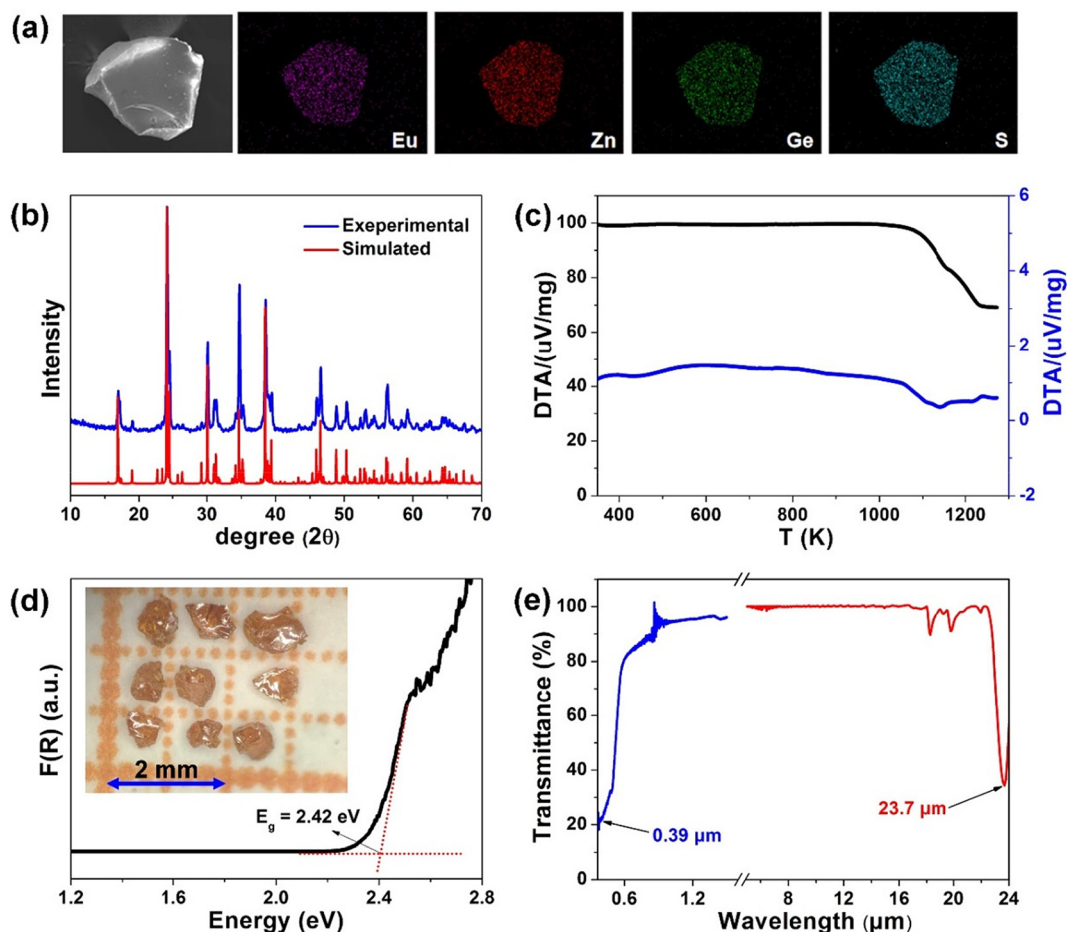 (a)
Eu
Zn
Ge
S
(b)
Intensity
Exeperimental
Simulated
10 20 30 40 50 60 70
degree (2θ)
(c)
DTA/(uV/mg)
100
80
60
40
20
0
400 600 800 1000 1200
T (K)
6
4
2
0
-2
DTA/(uV/mg)
(d)
F(R) (a.u.)
2 mm
Eg = 2.42 eV
1.2 1.6 2.0 2.4 2.8
Energy (eV)
(e)
Transmittance (%)
100
80
60
40
20
0
0.39 µm
23.7 µm
0.6 1.2 8 12 16 20 24
Wavelength (µm)